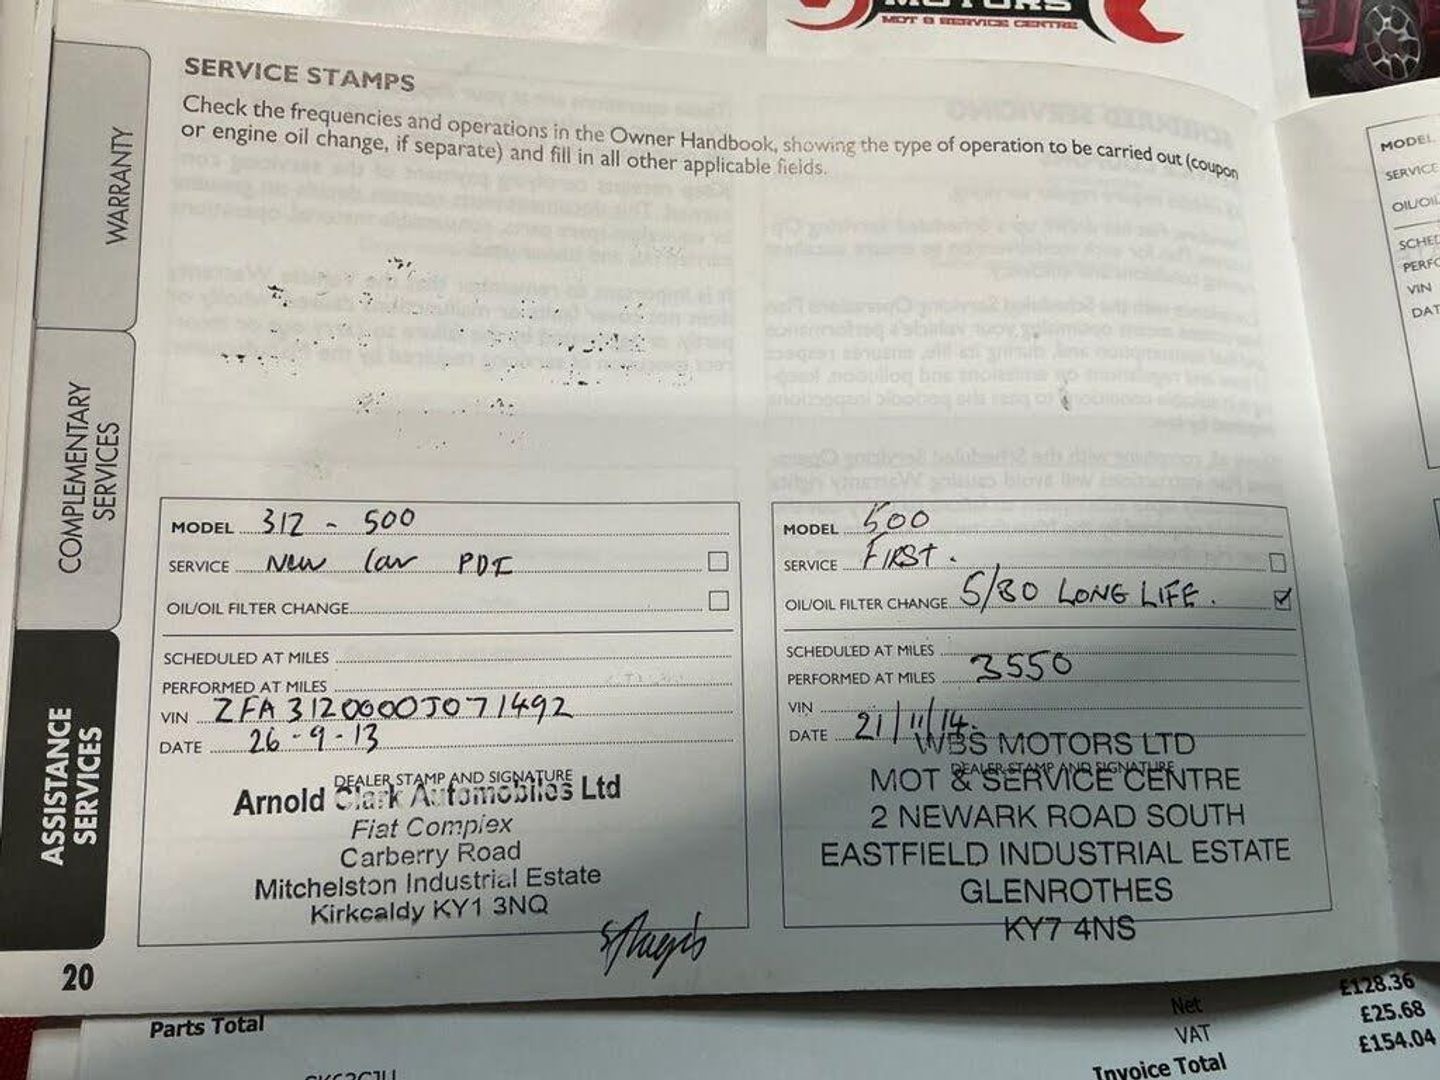 MOTORS
MOT & SERVICE CENTRE
SERVICE STAMPS
Check the frequencies and operations in the Owner Handbook, showing the type of operation to be carried out (coupon
or engine oil change, if separate) and fill in all other applicable fields.
WARRANTY
COMPLEMENTARY
SERVICES
ASSISTANCE
SERVICES
MODEL 312 - 500
SERVICE New Car PDI
OIL/OIL FILTER CHANGE
SCHEDULED AT MILES
PERFORMED AT MILES
VIN ZFA3120000J071492
DATE 26-9-13
DEALER STAMP AND SIGNATURE
Arnold Clark Automobiles Ltd
Fiat Complex
Carberry Road
Mitchelston Industrial Estate
Kirkcaldy KY1 3NQ
MODEL 500
SERVICE FIRST.
OIL/OIL FILTER CHANGE 5/30 LONG LIFE.
SCHEDULED AT MILES
PERFORMED AT MILES 3550
VIN
DATE 21/11/14.
WBS MOTORS LTD
DEALER STAMP AND SIGNATURE
MOT & SERVICE CENTRE
2 NEWARK ROAD SOUTH
EASTFIELD INDUSTRIAL ESTATE
GLENROTHES
KY7 4NS
MODEL
SERVICE
OIL/OIL
SCHED
PERFO
VIN
DAT
20
Parts Total
Net £128.36
VAT £25.68
Invoice Total £154.04